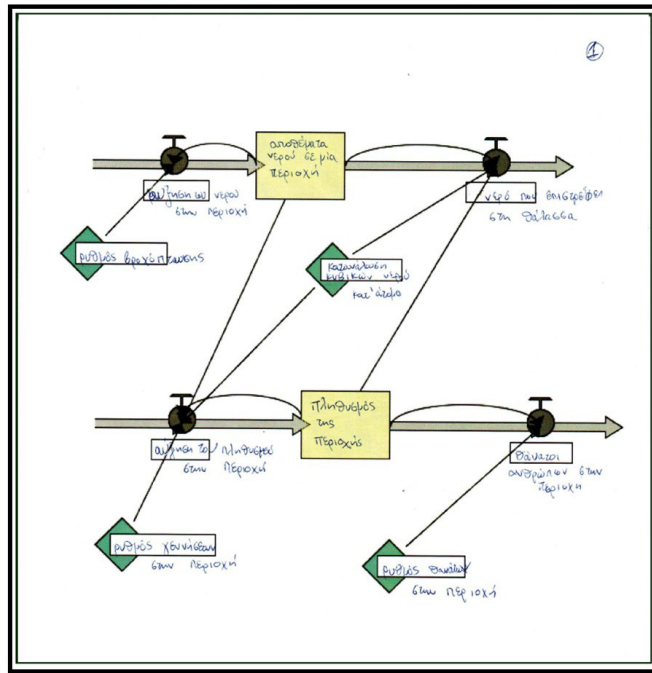 1
αποθέματα
νερού σε μία
περιοχή
αύξηση του νερού
στην περιοχή
νερό που επιστρέφει
στη θάλασσα
ρυθμός βροχόπτωσης
κατανάλωση
κυβικών νερού
κατ' άτομο
πληθυσμός
της
περιοχής
αύξηση του πληθυσμού
στην περιοχή
θάνατοι
ανθρώπων στην
περιοχή
ρυθμός γεννήσεων
στην περιοχή
ρυθμός θανάτων
στην περιοχή